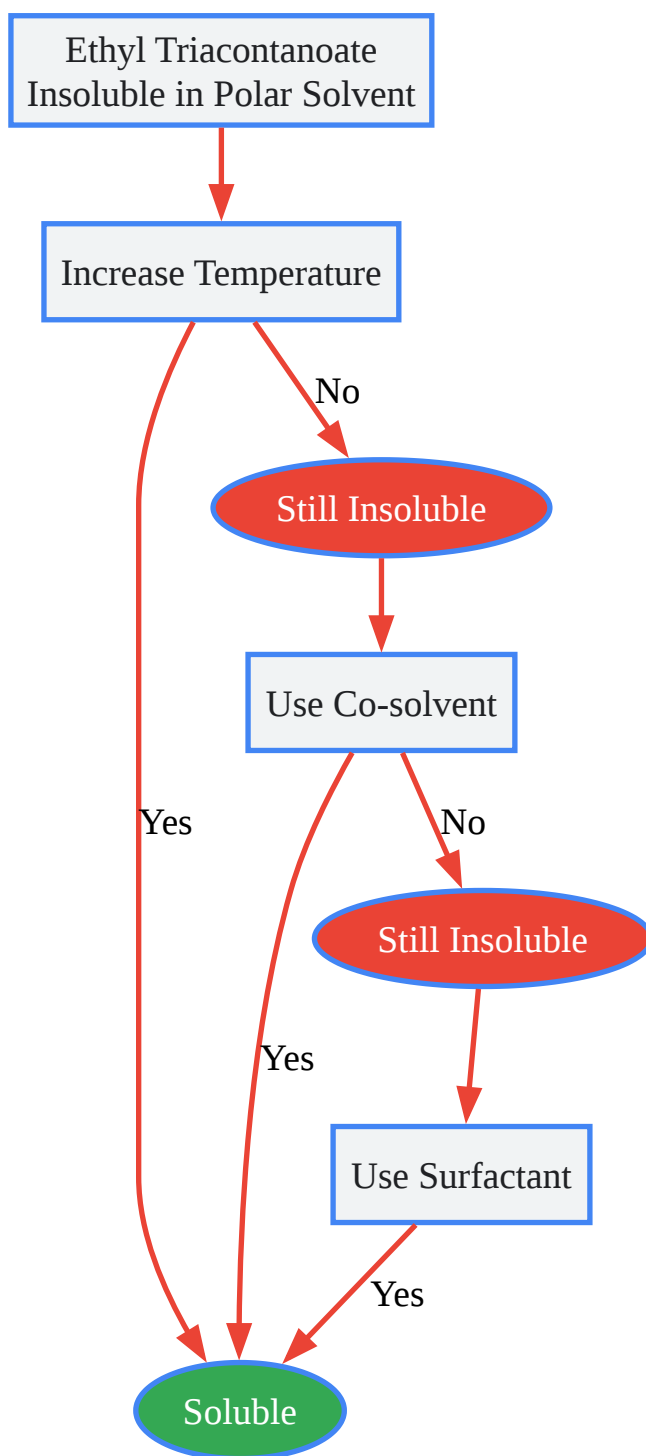 Ethyl Triacontanoate
Insoluble in Polar Solvent
Increase Temperature
No
Still Insoluble
Use Co-solvent
Yes
No
Still Insoluble
Yes
Use Surfactant
Yes
Soluble